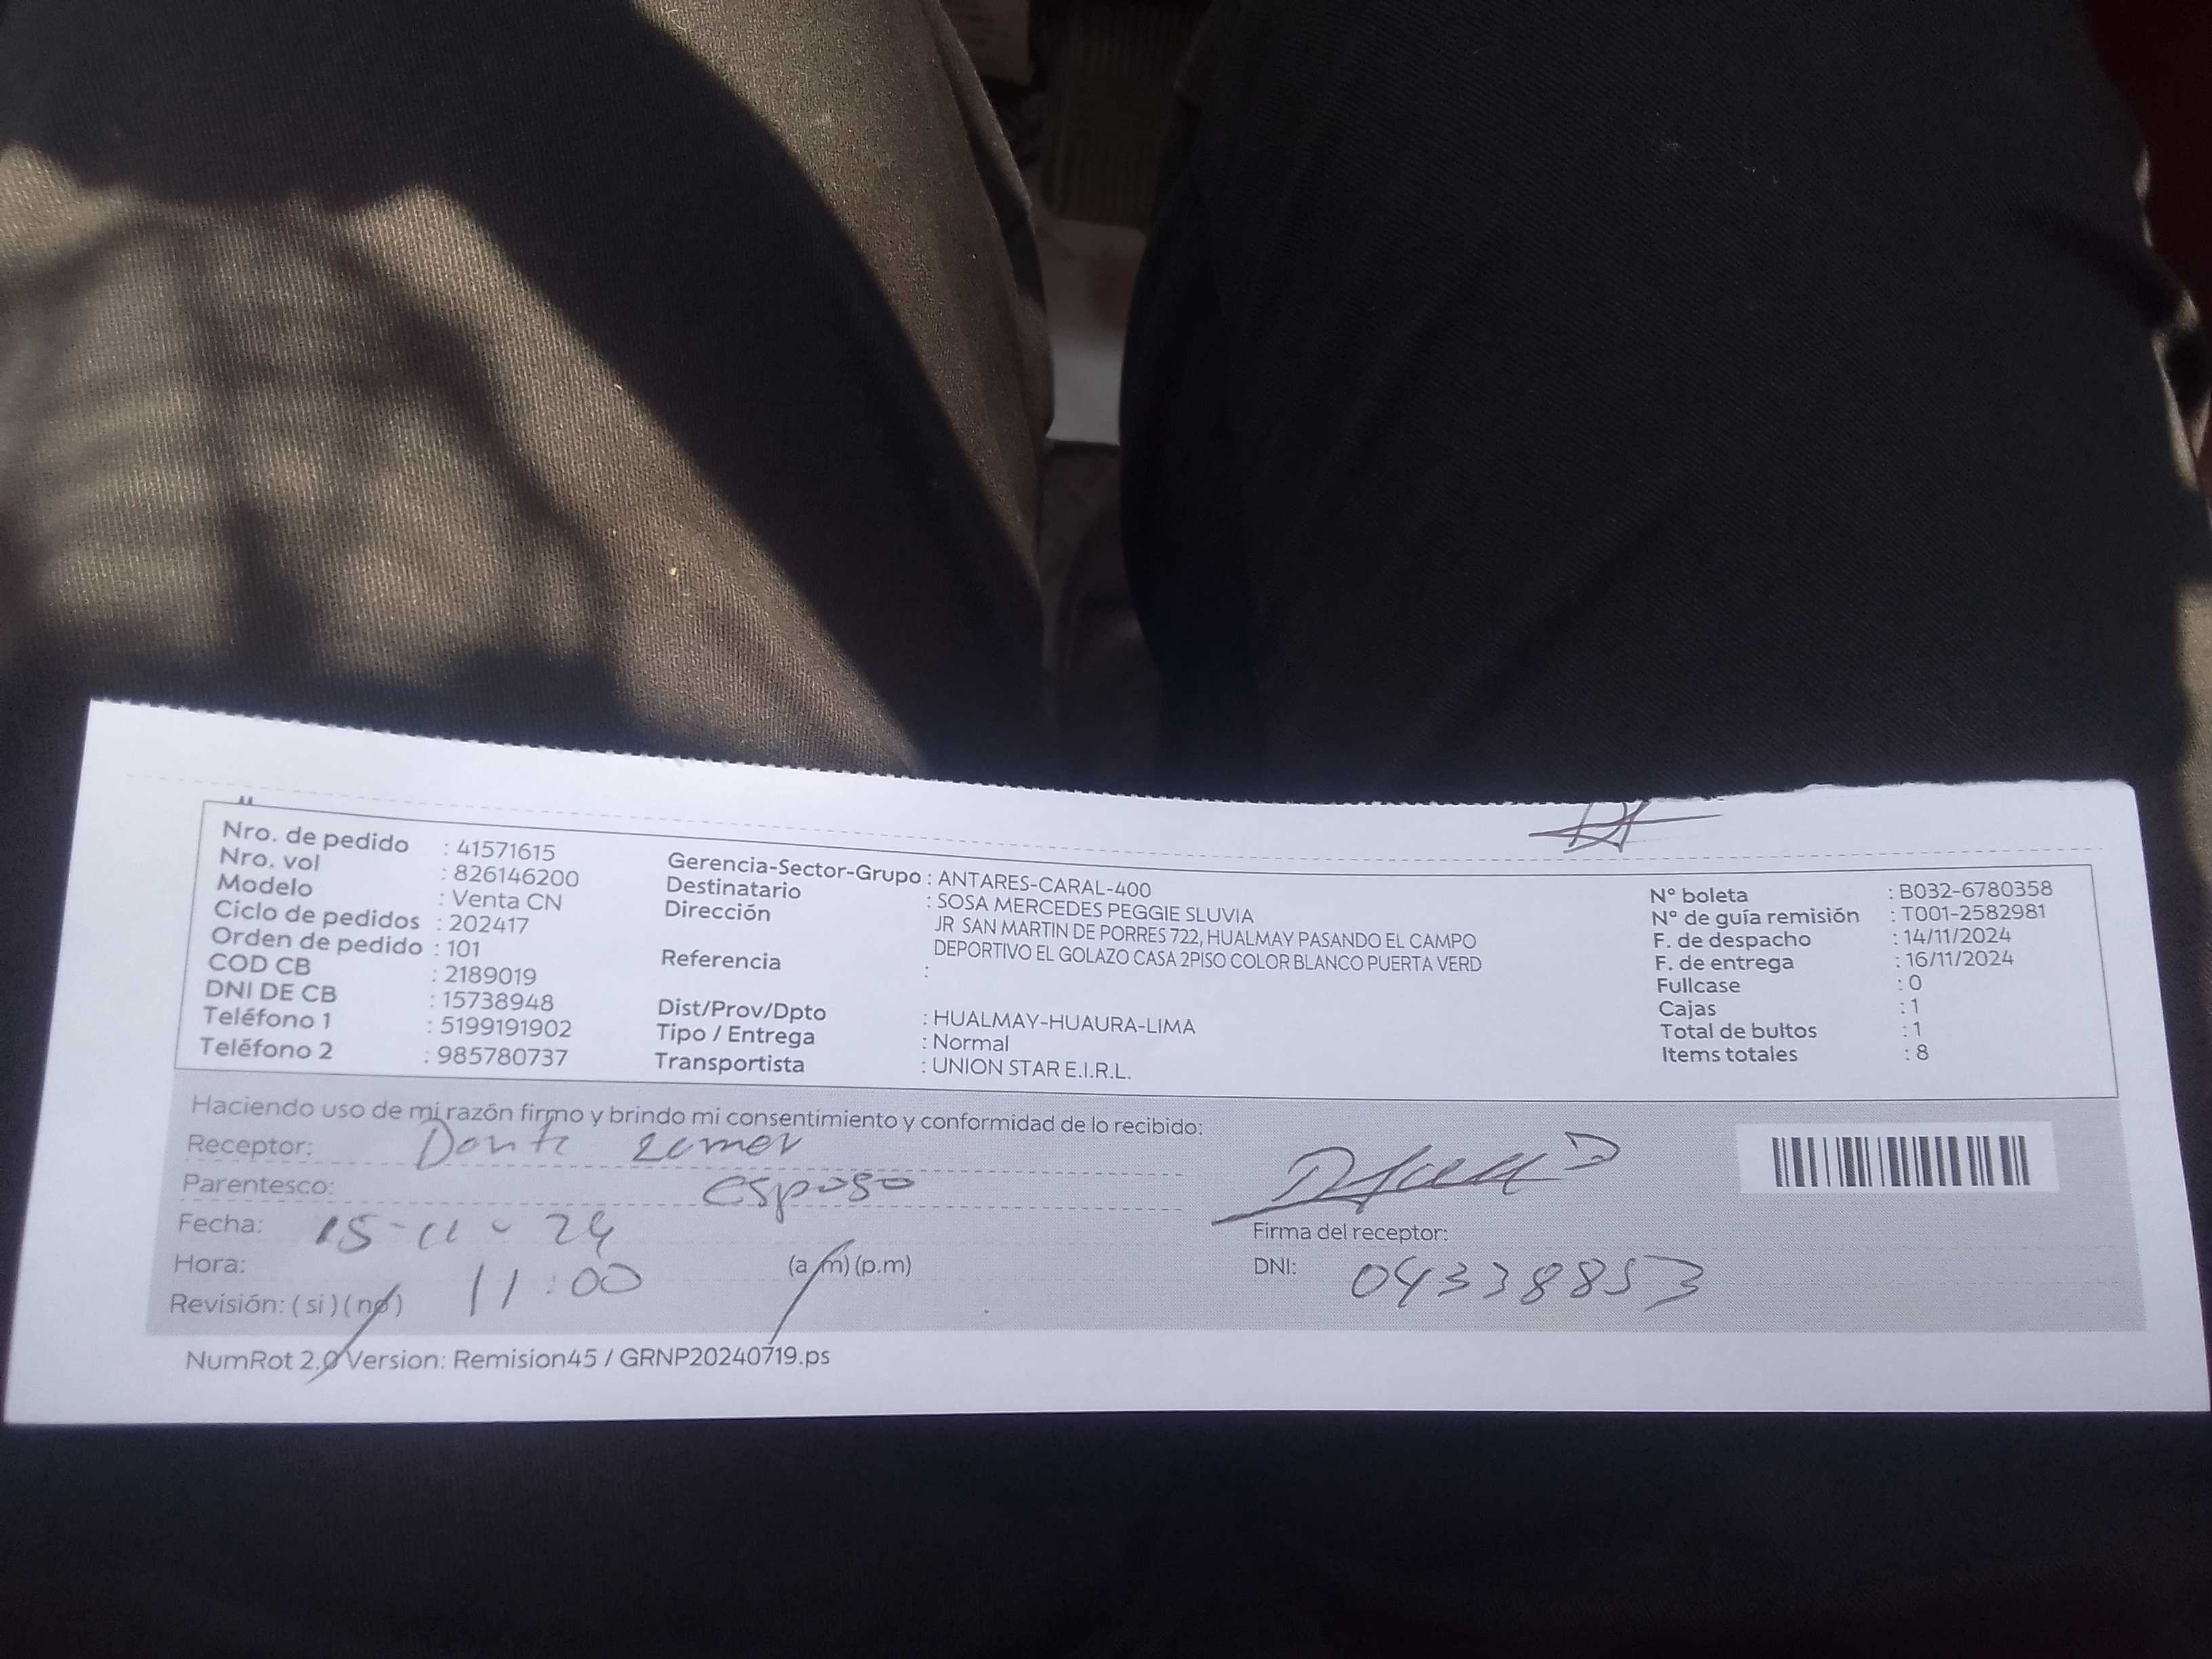 Nro. de pedido : 41571615
Nro. vol : 826146200
Modelo : Venta CN
Ciclo de pedidos : 202417
Orden de pedido : 101
COD CB : 2189019
DNI DE CB : 15738948
Teléfono 1 : 5199191902
Teléfono 2 : 985780737
Gerencia-Sector-Grupo : ANTARES-CARAL-400
Destinatario : SOSA MERCEDES PEGGIE SLUVIA
Dirección JR SAN MARTIN DE PORRES 722, HUALMAY PASANDO EL CAMPO
DEPORTIVO EL GOLAZO CASA 2PISO COLOR BLANCO PUERTA VERD
Referencia :
Dist/Prov/Dpto : HUALMAY-HUAURA-LIMA
Tipo / Entrega : Normal
Transportista : UNION STAR E.I.R.L.
N° boleta : B032-6780358
N° de guía remisión : T001-2582981
F. de despacho : 14/11/2024
F. de entrega : 16/11/2024
Fullcase : 0
Cajas : 1
Total de bultos : 1
Items totales : 8
Haciendo uso de mi razón firmo y brindo mi consentimiento y conformidad de lo recibido:
Receptor: Dante
Parentesco: esposo
Fecha: 15-11-24
Hora: 11:00 (a.m) (p.m)
Revisión: ( si ) ( no )
Firma del receptor:
DNI: 04338853
NumRot 2.0 Version: Remision45 / GRNP20240719.ps